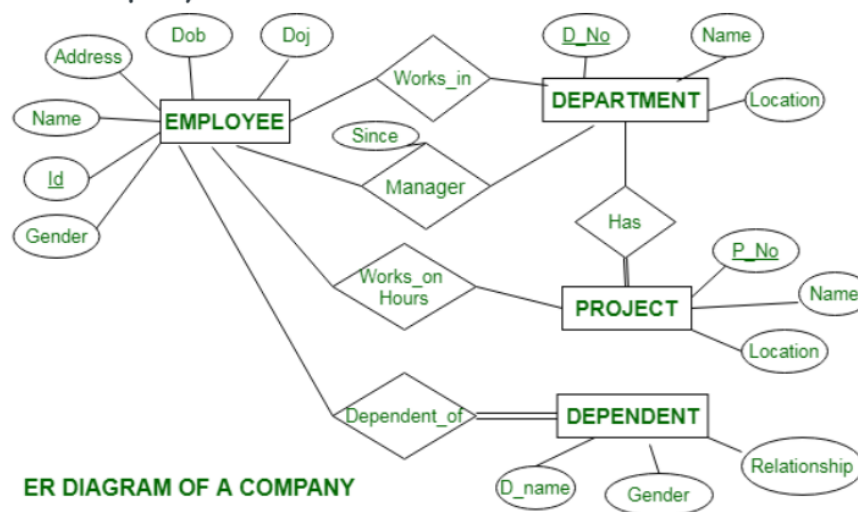 Dob
Doj
D_No
Name
Address
Works_in
DEPARTMENT
Location
Name
EMPLOYEE
Since
Id
Manager
Gender
Has
P_No
Works_on
Hours
PROJECT
Name
Location
Dependent_of
DEPENDENT
Relationship
D_name
Gender
ER DIAGRAM OF A COMPANY